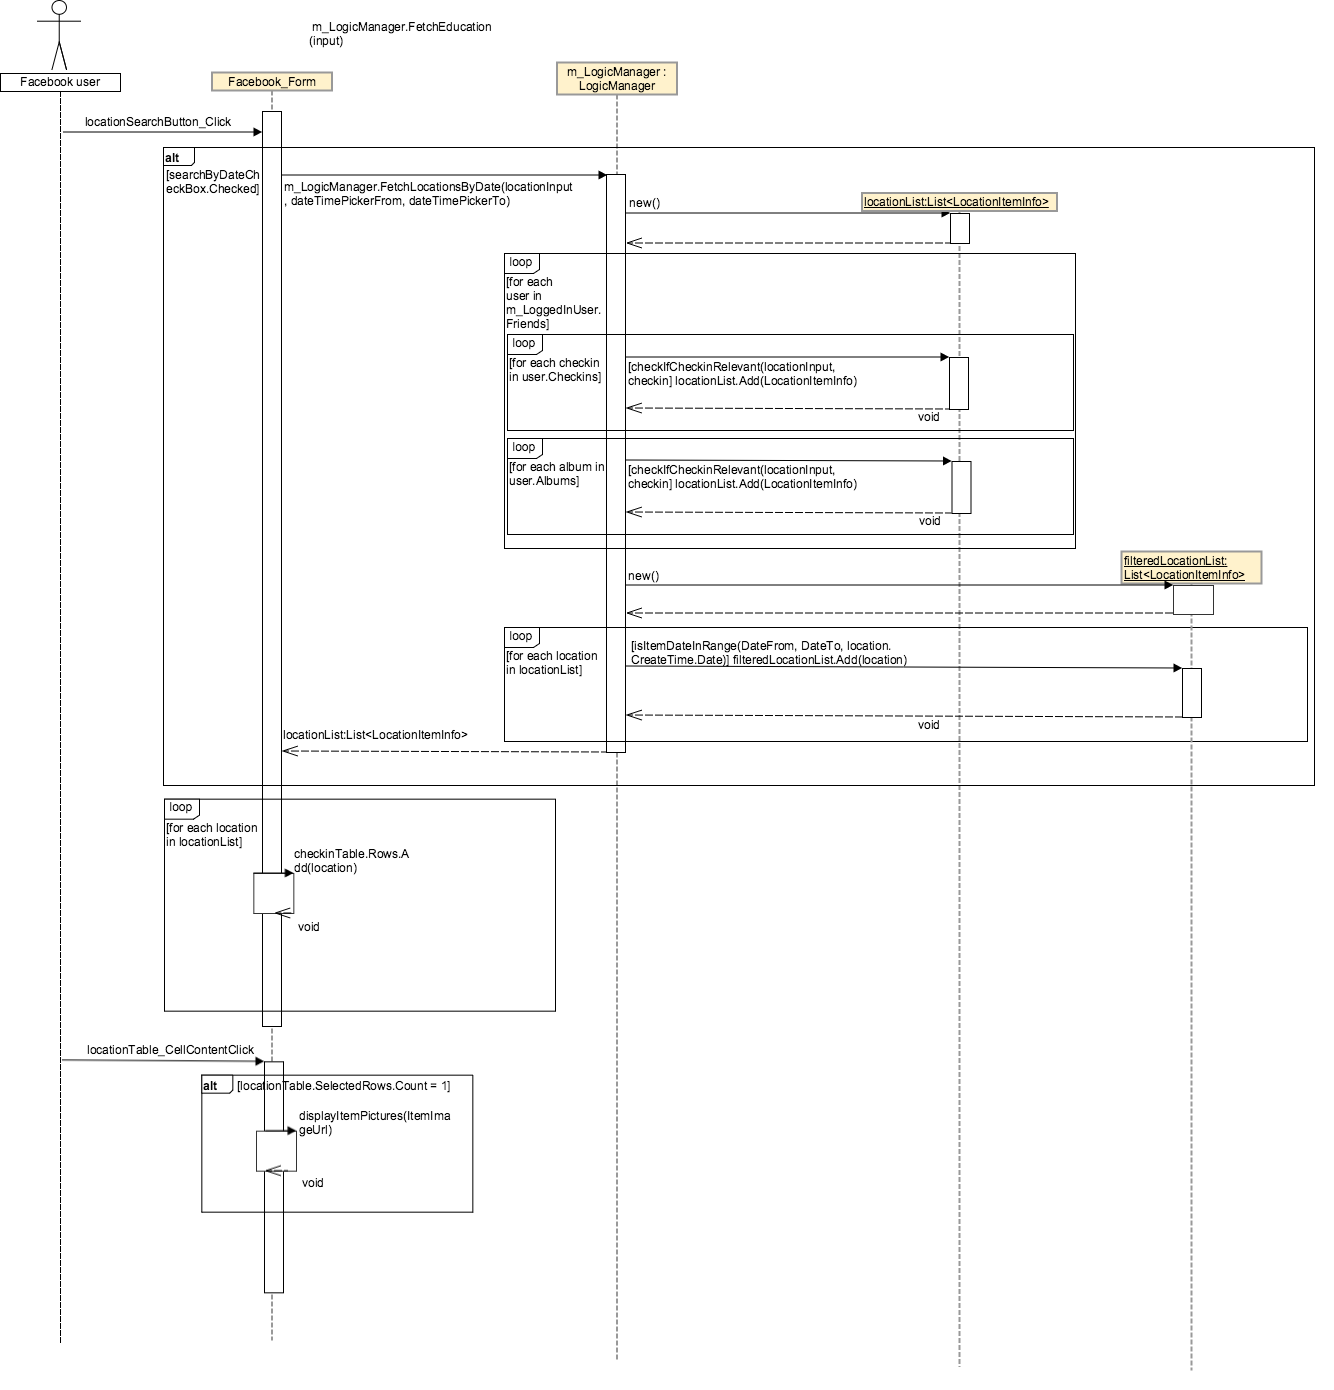 m_LogicManager.FetchEducation
(input)
Facebook user
Facebook_Form
m_LogicManager :
LogicManager
locationSearchButton_Click
alt
[searchByDateCh
eckBox.Checked]
m_LogicManager.FetchLocationsByDate(locationInput
, dateTimePickerFrom, dateTimePickerTo)
new()
locationList:List<LocationItemInfo>
loop
[for each
user in
m_LoggedInUser.
Friends]
loop
[for each checkin
in user.Checkins]
[checkIfCheckinRelevant(locationInput,
checkin] locationList.Add(LocationItemInfo)
void
loop
[for each album in
user.Albums]
[checkIfCheckinRelevant(locationInput,
checkin] locationList.Add(LocationItemInfo)
void
new()
filteredLocationList:
List<LocationItemInfo>
loop
[for each location
in locationList]
[isItemDateInRange(DateFrom, DateTo, location.
CreateTime.Date)] filteredLocationList.Add(location)
void
locationList:List<LocationItemInfo>
loop
[for each location
in locationList]
checkinTable.Rows.A
dd(location)
void
locationTable_CellContentClick
alt
[locationTable.SelectedRows.Count = 1]
displayItemPictures(ItemIma
geUrl)
void